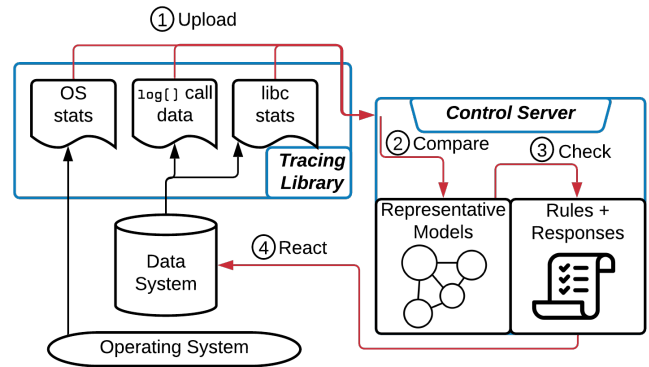 1 Upload
OS
stats
log[] call
data
libc
stats
Tracing
Library
Control Server
2 Compare
3 Check
Representative
Models
Rules +
Responses
4 React
Data
System
Operating System